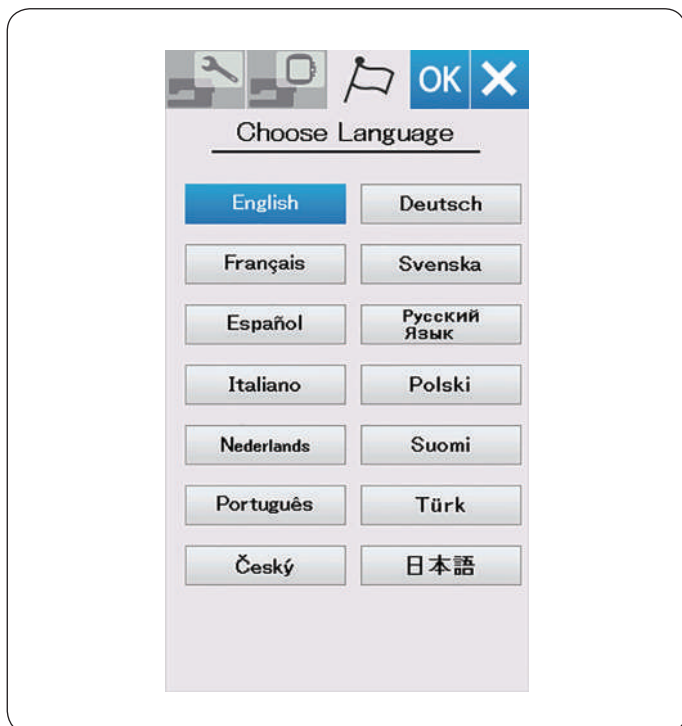 OK
Choose Language
English Deutsch
Français Svenska
Español Русский
Язык
Italiano Polski
Nederlands Suomi
Português Türk
Český 日本語